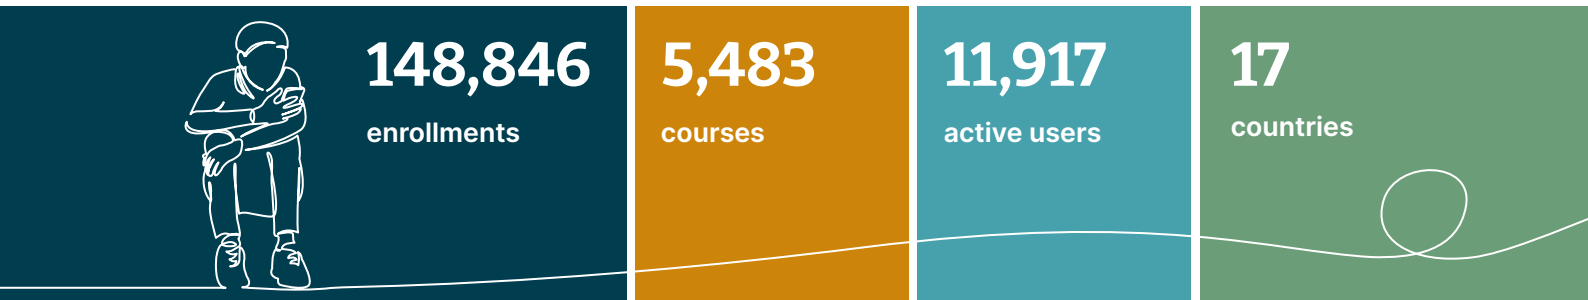 148,846
enrollments
5,483
courses
11,917
active users
17
countries